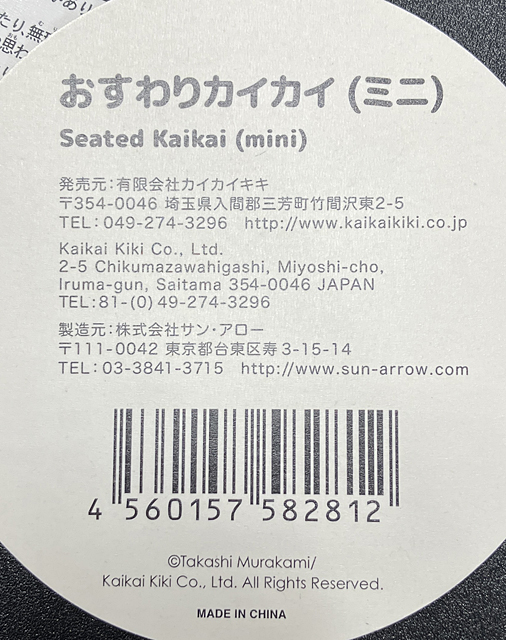 おすわりカイカイ (ミニ)
Seated Kaikai (mini)
発売元：有限会社カイカイキキ
〒354-0046 埼玉県入間郡三芳町竹間沢東2-5
TEL：049-274-3296 http://www.kaikaikiki.co.jp
Kaikai Kiki Co., Ltd.
2-5 Chikumazawahigashi, Miyoshi-cho,
Iruma-gun, Saitama 354-0046 JAPAN
TEL:81-(0)49-274-3296
製造元：株式会社サン・アロー
〒111-0042 東京都台東区寿3-15-14
TEL：03-3841-3715 http://www.sun-arrow.com
4 560157 582812
©Takashi Murakami/
Kaikai Kiki Co., Ltd. All Rights Reserved.
MADE IN CHINA